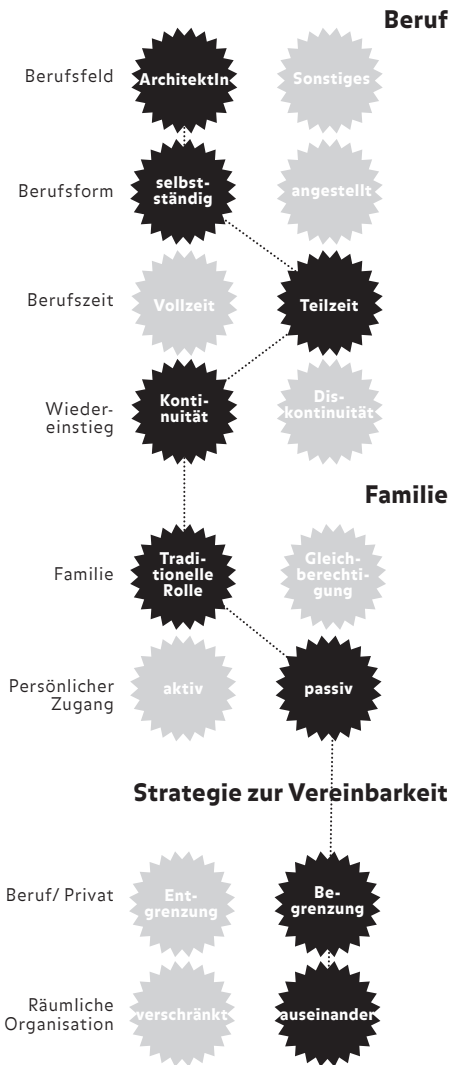 Beruf
Berufsfeld
ArchitektIn
Sonstiges
Berufsform
selbst-
ständig
angestellt
Berufszeit
Vollzeit
Teilzeit
Wieder-
einstieg
Konti-
nuität
Dis-
kontinuität
Familie
Familie
Tradi-
tionelle
Rolle
Gleich-
berechti-
gung
Persönlicher
Zugang
aktiv
passiv
Strategie zur Vereinbarkeit
Beruf/ Privat
Ent-
grenzung
Be-
grenzung
Räumliche
Organisation
verschränkt
auseinander